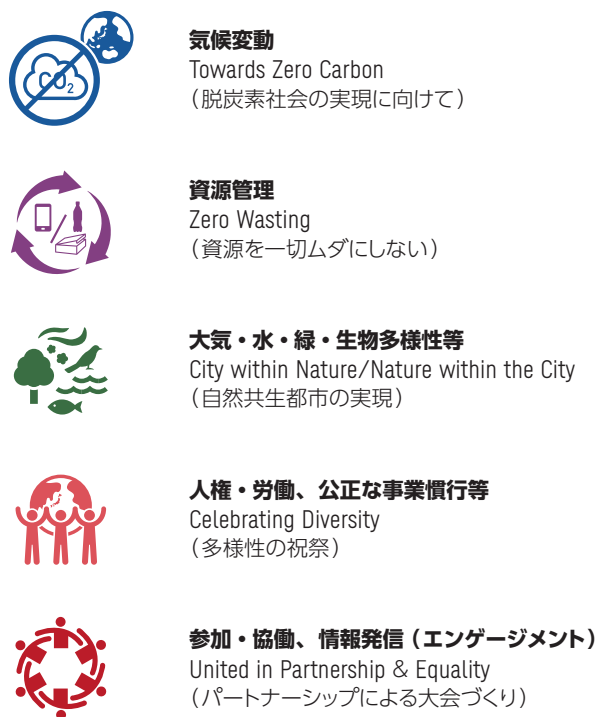 CO2
気候変動
Towards Zero Carbon
（脱炭素社会の実現に向けて）
資源管理
Zero Wasting
（資源を一切ムダにしない）
大気・水・緑・生物多様性等
City within Nature/Nature within the City
（自然共生都市の実現）
人権・労働、公正な事業慣行等
Celebrating Diversity
（多様性の祝祭）
参加・協働、情報発信（エンゲージメント）
United in Partnership & Equality
（パートナーシップによる大会づくり）